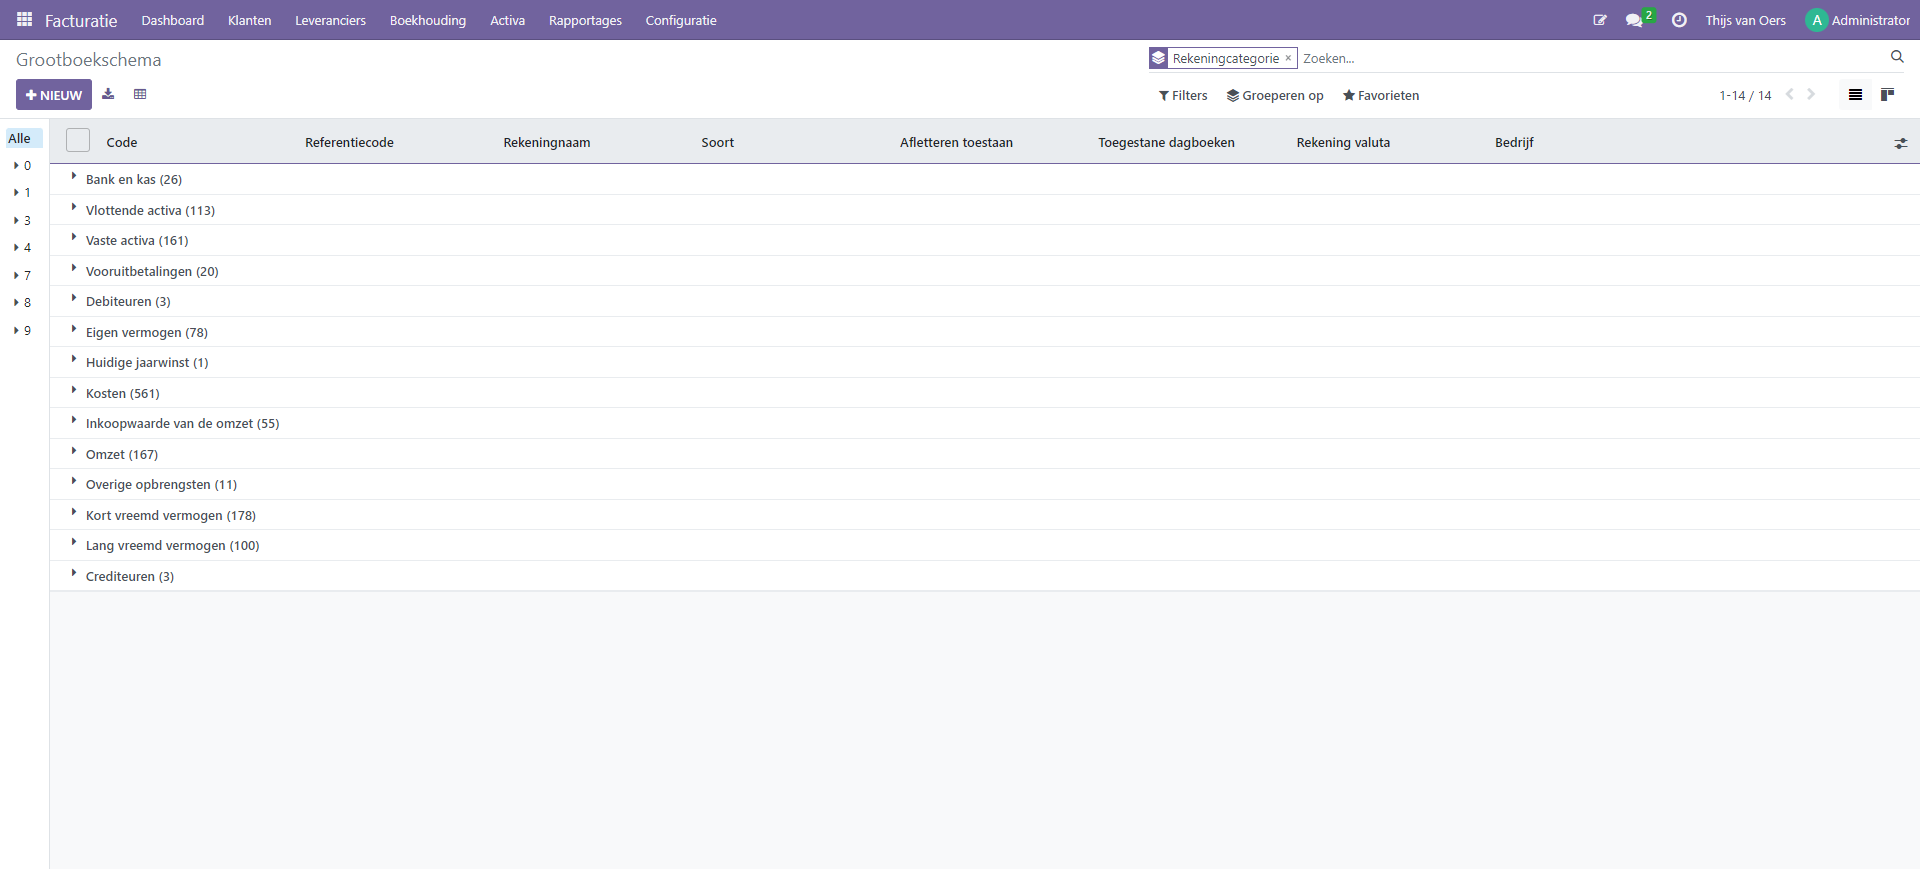 Facturatie Dashboard Klanten Leveranciers Boekhouding Activa Rapportages Configuratie 2 Thijs van Oers A Administrator
Grootboekschema Rekeningcategorie × Zoeken...
NIEUW Filters Groeperen op Favorieten 1-14 / 14
Alle
0
1
3
4
7
8
9
Code Referentiecode Rekeningnaam Soort Afletteren toestaan Toegestane dagboeken Rekening valuta Bedrijf
Bank en kas (26)
Vlottende activa (113)
Vaste activa (161)
Vooruitbetalingen (20)
Debiteuren (3)
Eigen vermogen (78)
Huidige jaarwinst (1)
Kosten (561)
Inkoopwaarde van de omzet (55)
Omzet (167)
Overige opbrengsten (11)
Kort vreemd vermogen (178)
Lang vreemd vermogen (100)
Crediteuren (3)